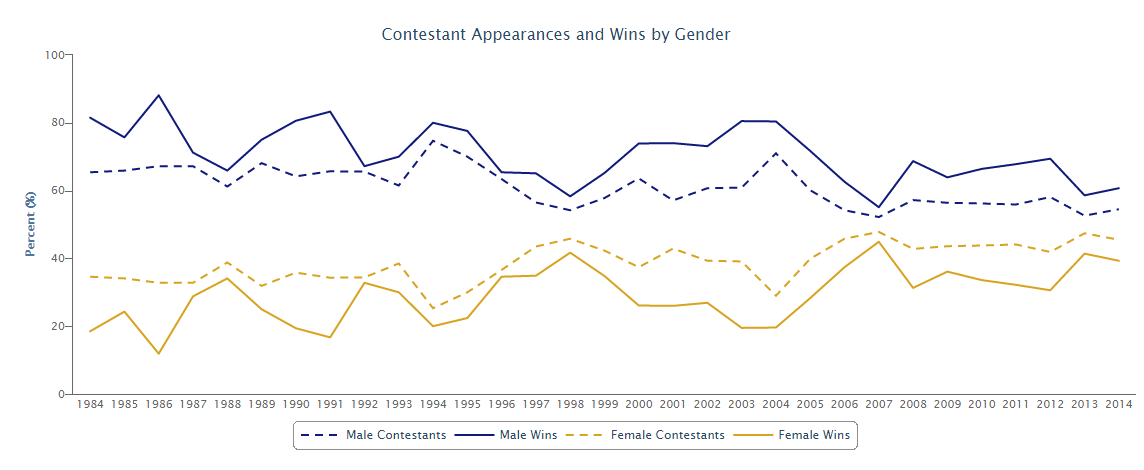 Contestant Appearances and Wins by Gender
Percent (%)
100
80
60
40
20
0
1984 1985 1986 1987 1988 1989 1990 1991 1992 1993 1994 1995 1996 1997 1998 1999 2000 2001 2002 2003 2004 2005 2006 2007 2008 2009 2010 2011 2012 2013 2014
Male Contestants Male Wins Female Contestants Female Wins